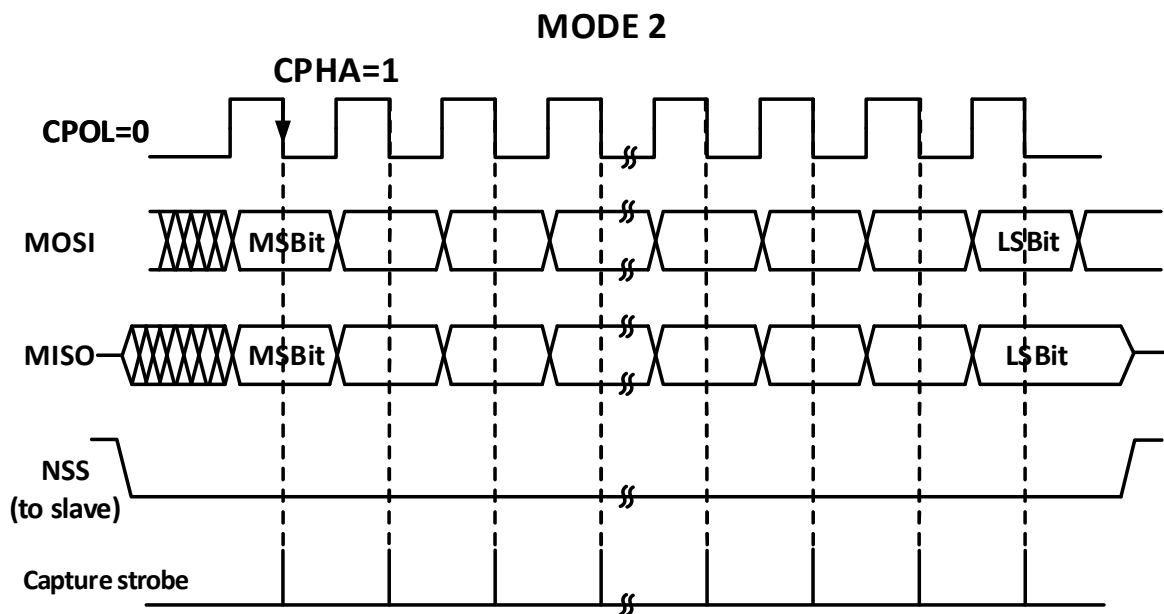 MODE 2
CPHA=1
CPOL=0
MOSI
MSBit
LSBit
MISO
MSBit
LSBit
NSS
(to slave)
Capture strobe